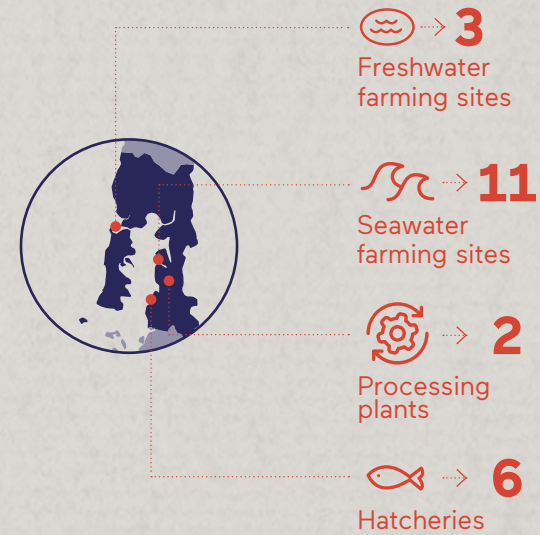 3
Freshwater
farming sites
11
Seawater
farming sites
2
Processing
plants
6
Hatcheries